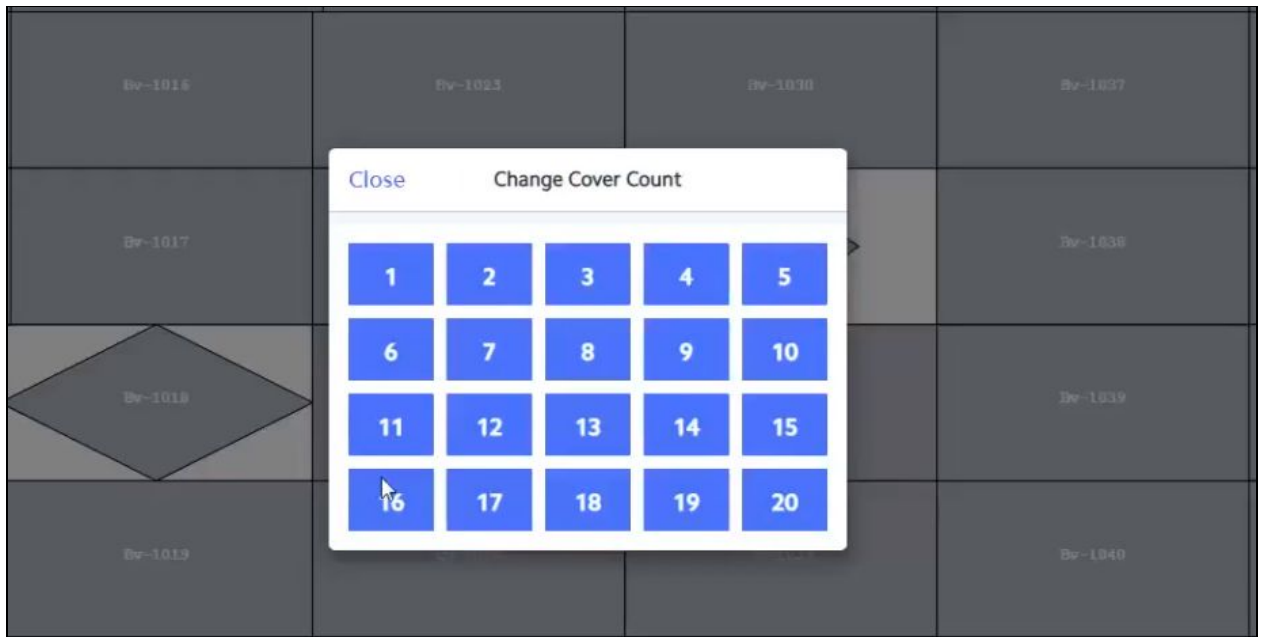 Bv-1016 Bv-1023 Bv-1030 Bv-1037
Close Change Cover Count
Bv-1017 Bv-1038
1 2 3 4 5
6 7 8 9 10
Bv-1018 Bv-1039
11 12 13 14 15
16 17 18 19 20
Bv-1019 Bv-1040